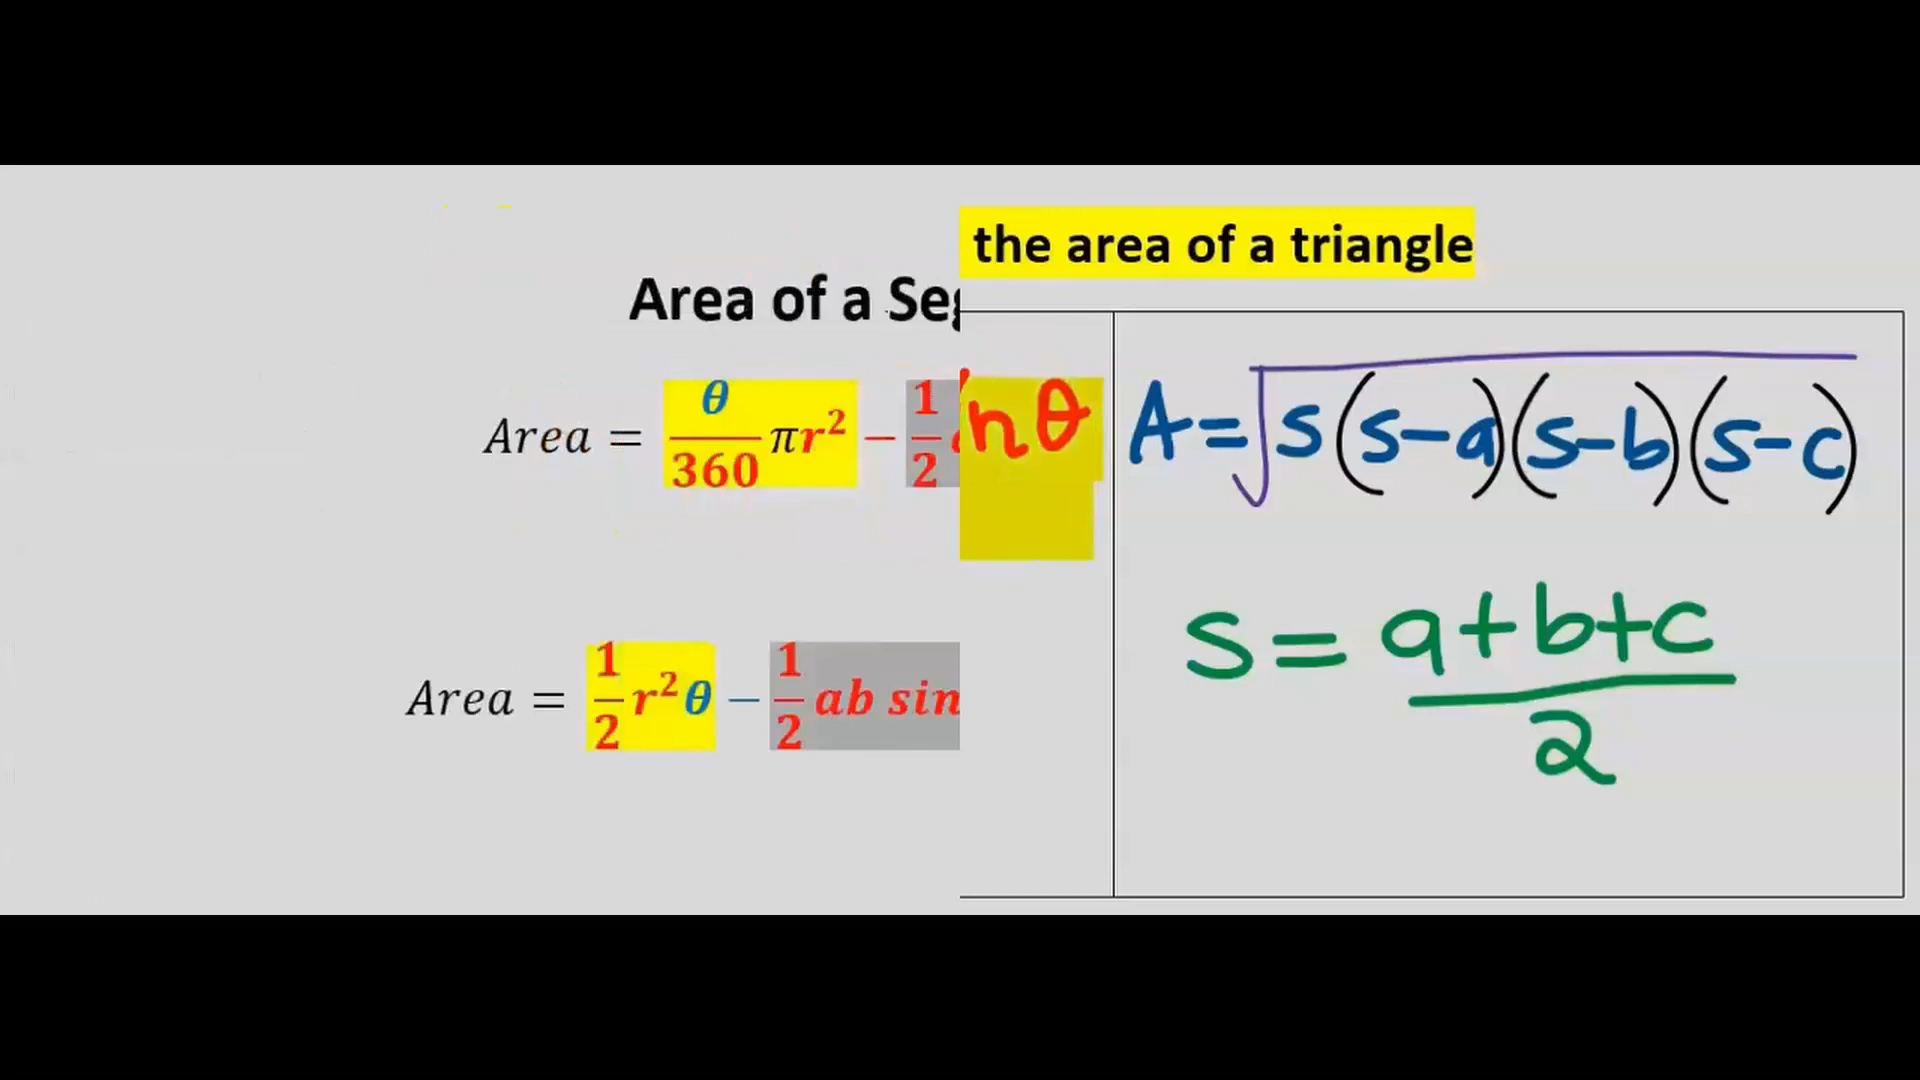 the area of a triangle
Area of a Seg
Area = θ/360 πr² − 1/2
nθ
A = √s(s−a)(s−b)(s−c)
s = a+b+c/2
Area = 1/2 r²θ − 1/2 ab sin